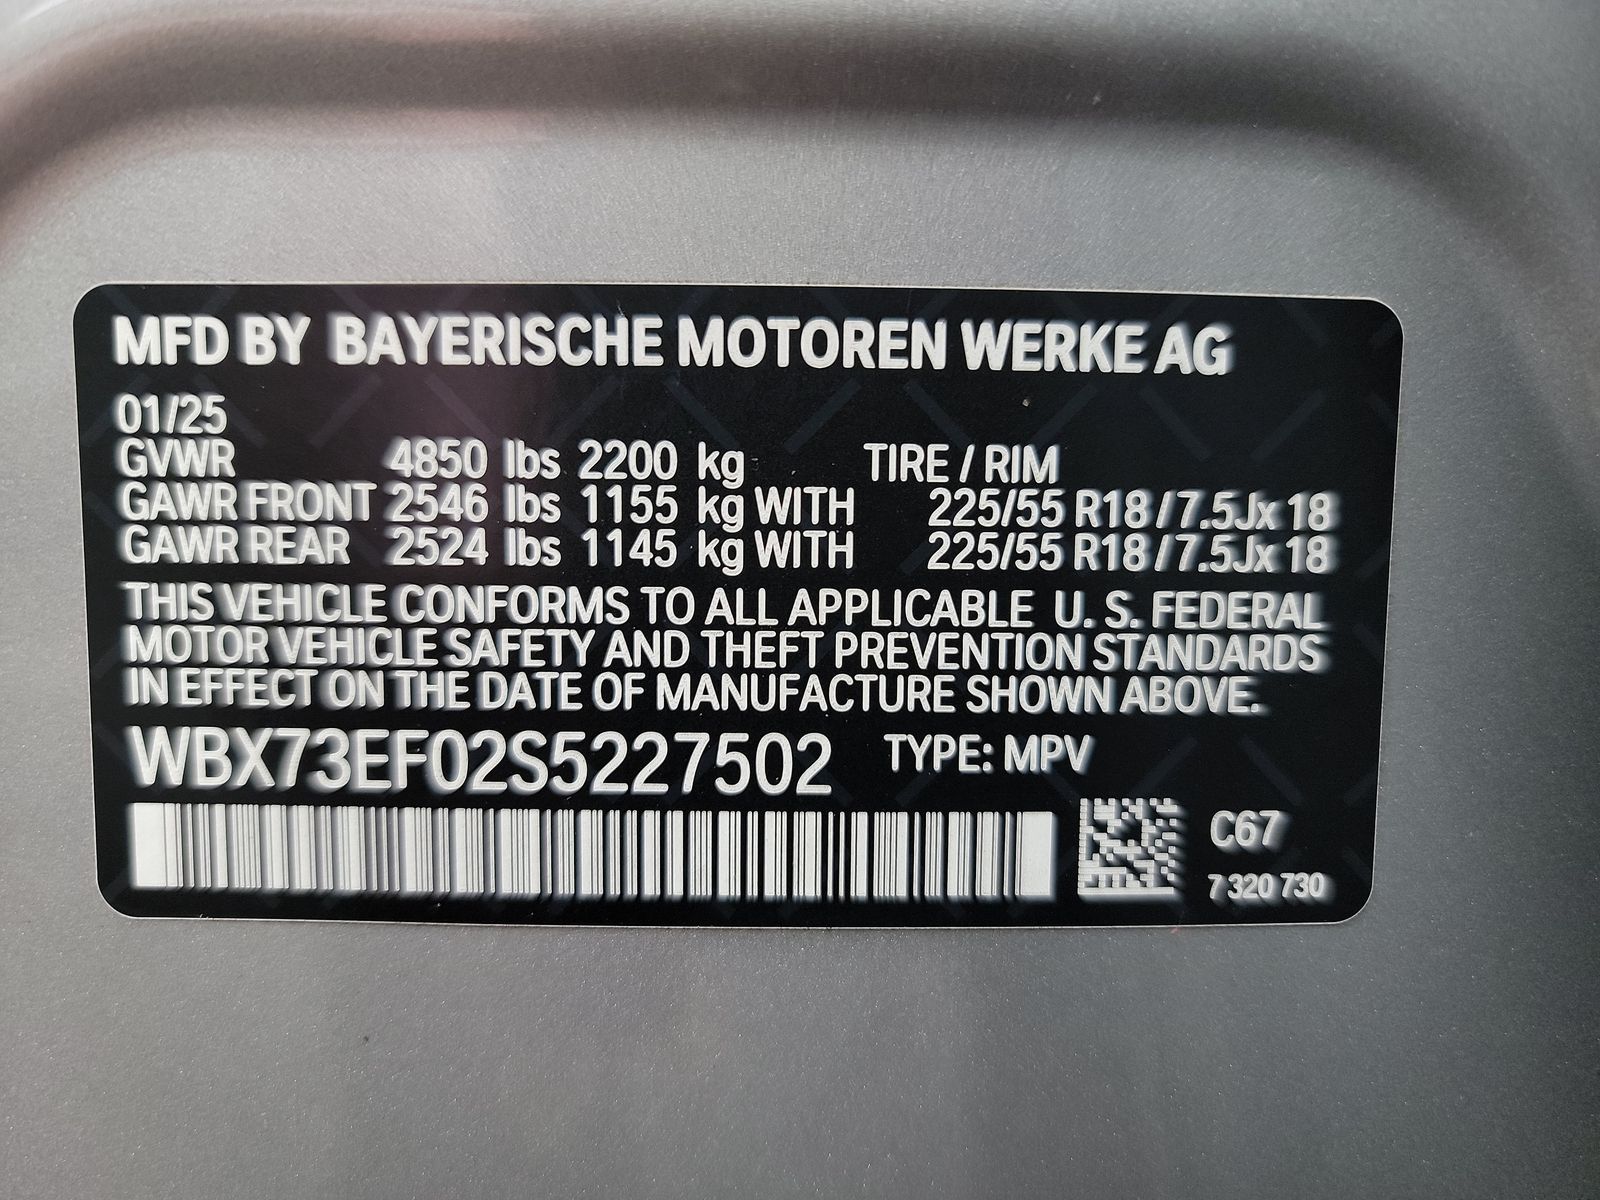 MFD BY BAYERISCHE MOTOREN WERKE AG
01/25
GVWR 4850 lbs 2200 kg TIRE / RIM
GAWR FRONT 2546 lbs 1155 kg WITH 225/55 R18 / 7.5Jx 18
GAWR REAR 2524 lbs 1145 kg WITH 225/55 R18 / 7.5Jx 18
THIS VEHICLE CONFORMS TO ALL APPLICABLE U. S. FEDERAL
MOTOR VEHICLE SAFETY AND THEFT PREVENTION STANDARDS
IN EFFECT ON THE DATE OF MANUFACTURE SHOWN ABOVE.
WBX73EF02S5227502 TYPE: MPV
C67
7 320 730